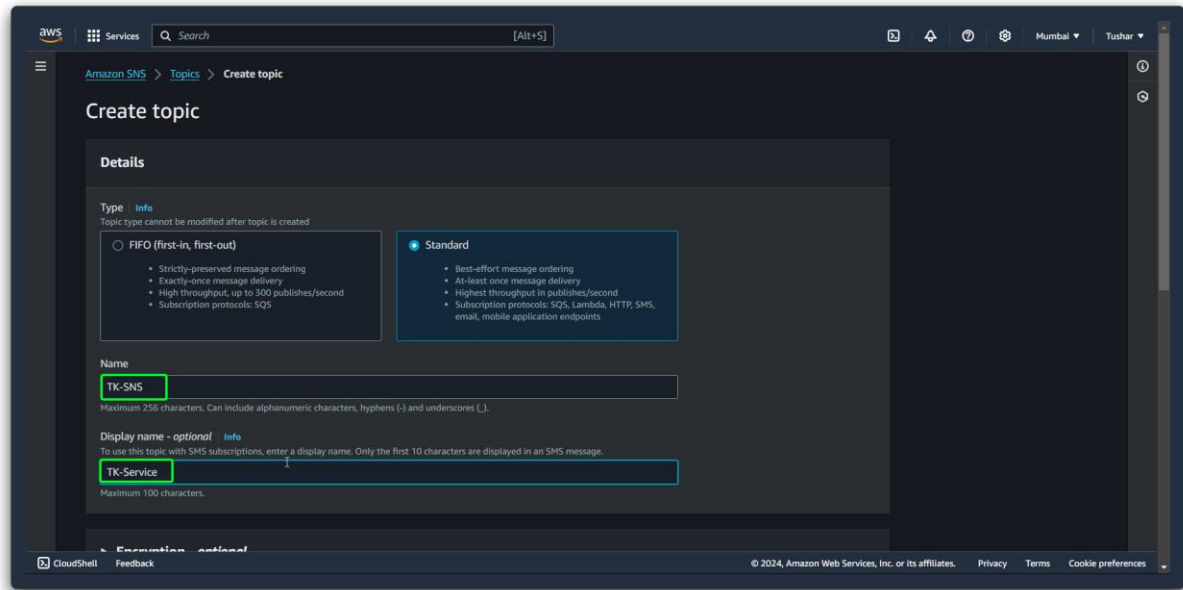 aws
Services
Search [Alt+S]
Mumbai ▼
Tushar ▼
Amazon SNS > Topics > Create topic
Create topic
Details
Type Info
Topic type cannot be modified after topic is created
FIFO (first-in, first-out)
• Strictly-preserved message ordering
• Exactly-once message delivery
• High throughput, up to 300 publishes/second
• Subscription protocols: SQS
Standard
• Best-effort message ordering
• At-least once message delivery
• Highest throughput in publishes/second
• Subscription protocols: SQS, Lambda, HTTP, SMS,
email, mobile application endpoints
Name
TK-SNS
Maximum 256 characters. Can include alphanumeric characters, hyphens (-) and underscores (_).
Display name - optional Info
To use this topic with SMS subscriptions, enter a display name. Only the first 10 characters are displayed in an SMS message.
TK-Service
Maximum 100 characters.
Encryption - optional
CloudShell Feedback
© 2024, Amazon Web Services, Inc. or its affiliates. Privacy Terms Cookie preferences